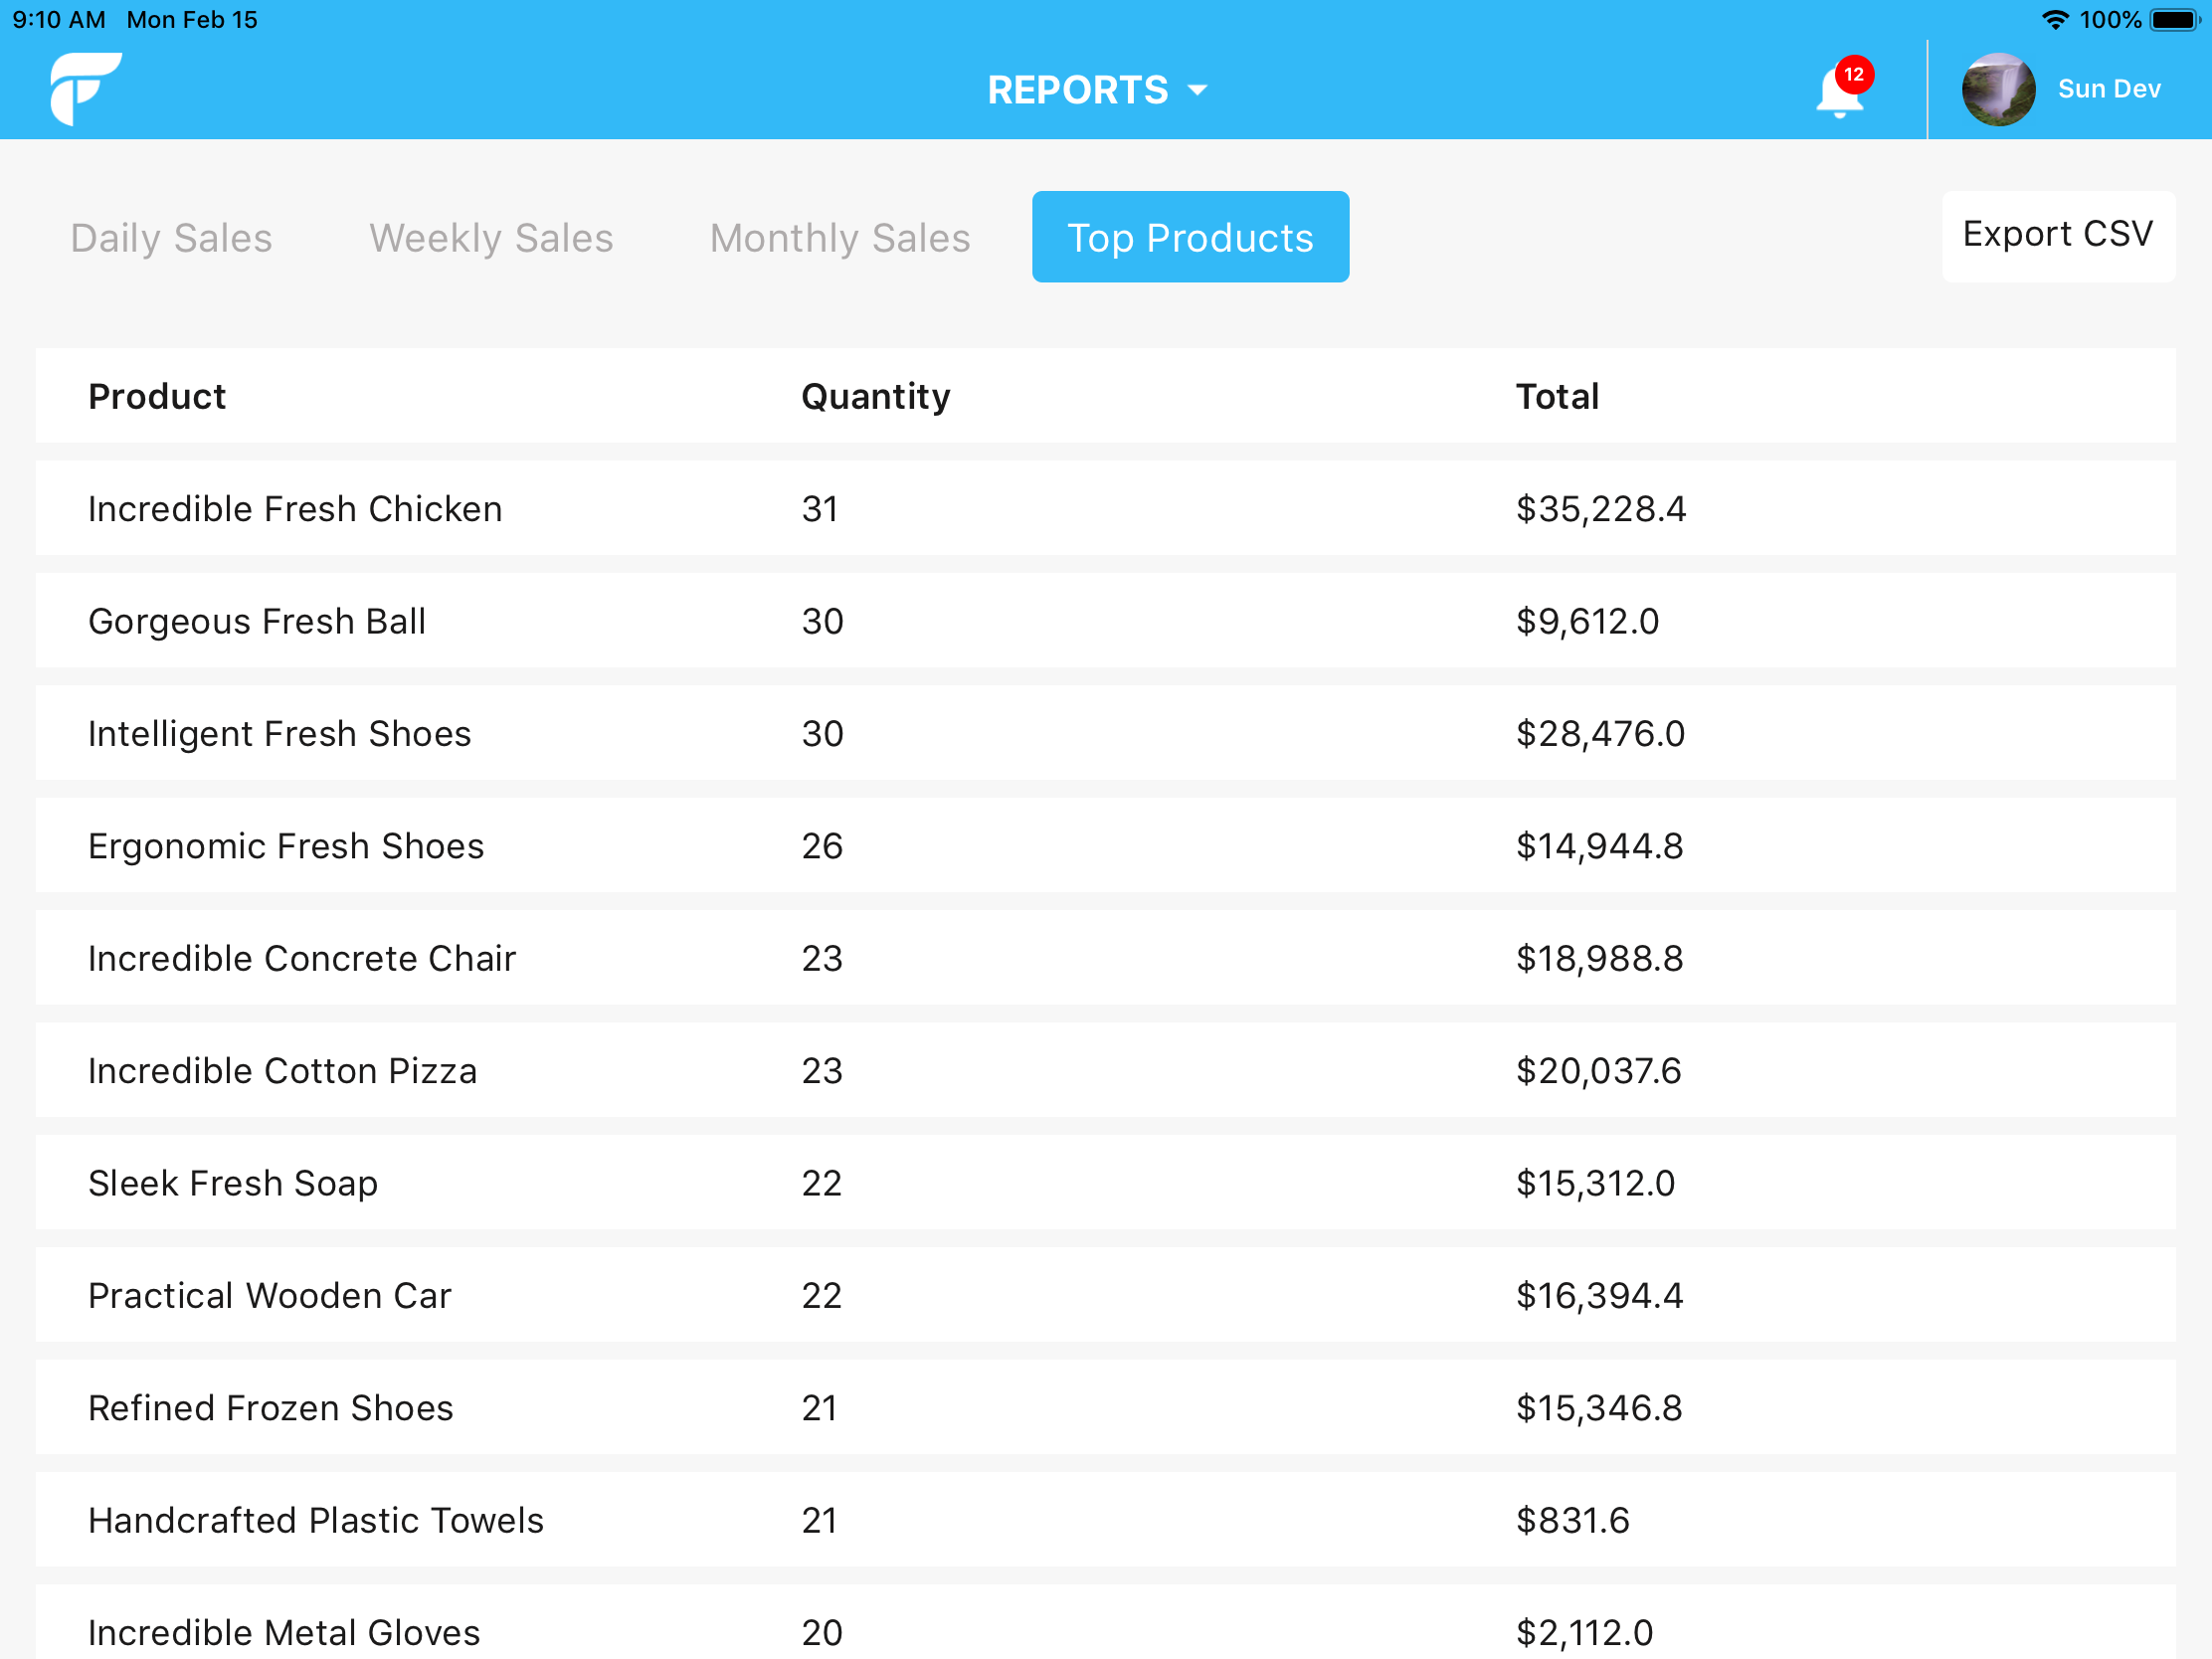 9:10 AM Mon Feb 15 100%
REPORTS 12 Sun Dev
Daily Sales Weekly Sales Monthly Sales Top Products Export CSV
Product Quantity Total
Incredible Fresh Chicken 31 $35,228.4
Gorgeous Fresh Ball 30 $9,612.0
Intelligent Fresh Shoes 30 $28,476.0
Ergonomic Fresh Shoes 26 $14,944.8
Incredible Concrete Chair 23 $18,988.8
Incredible Cotton Pizza 23 $20,037.6
Sleek Fresh Soap 22 $15,312.0
Practical Wooden Car 22 $16,394.4
Refined Frozen Shoes 21 $15,346.8
Handcrafted Plastic Towels 21 $831.6
Incredible Metal Gloves 20 $2,112.0